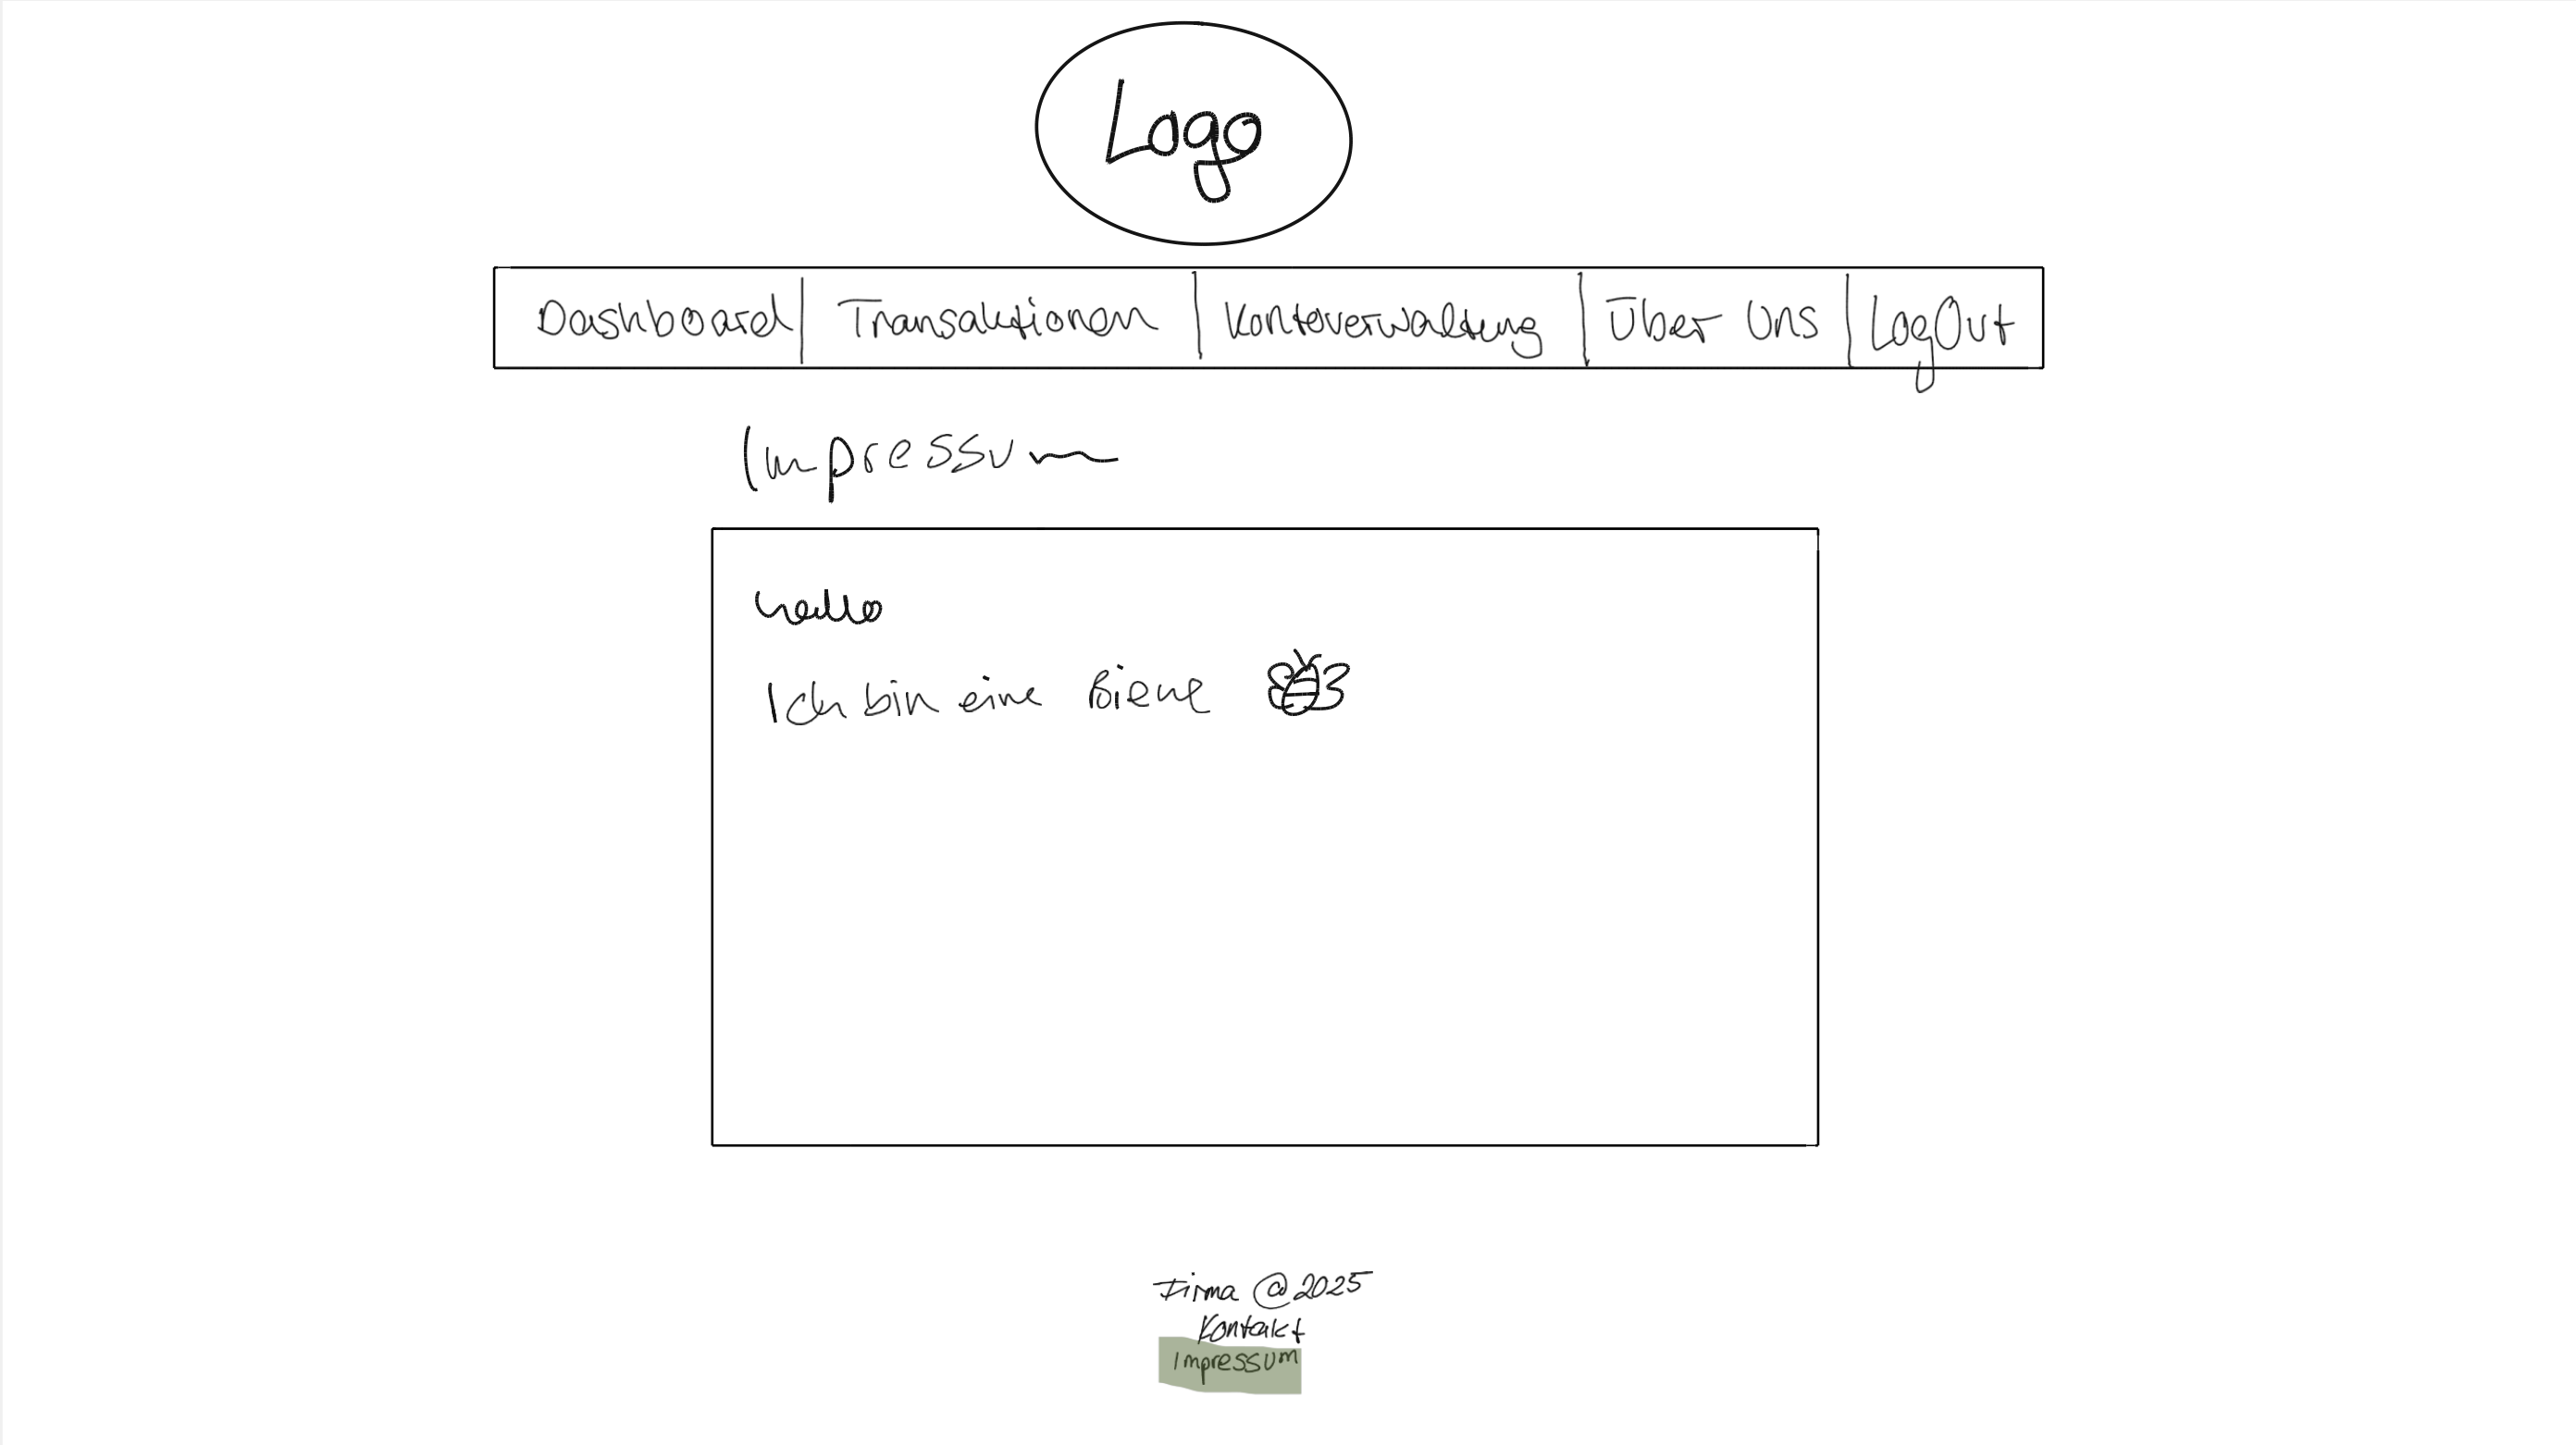 Logo
Dashboard Transaktionen Kontoverwaltung Über Uns LogOut
Impressum
hallo
Ich bin eine Biene
Firma @2025
Kontakt
Impressum